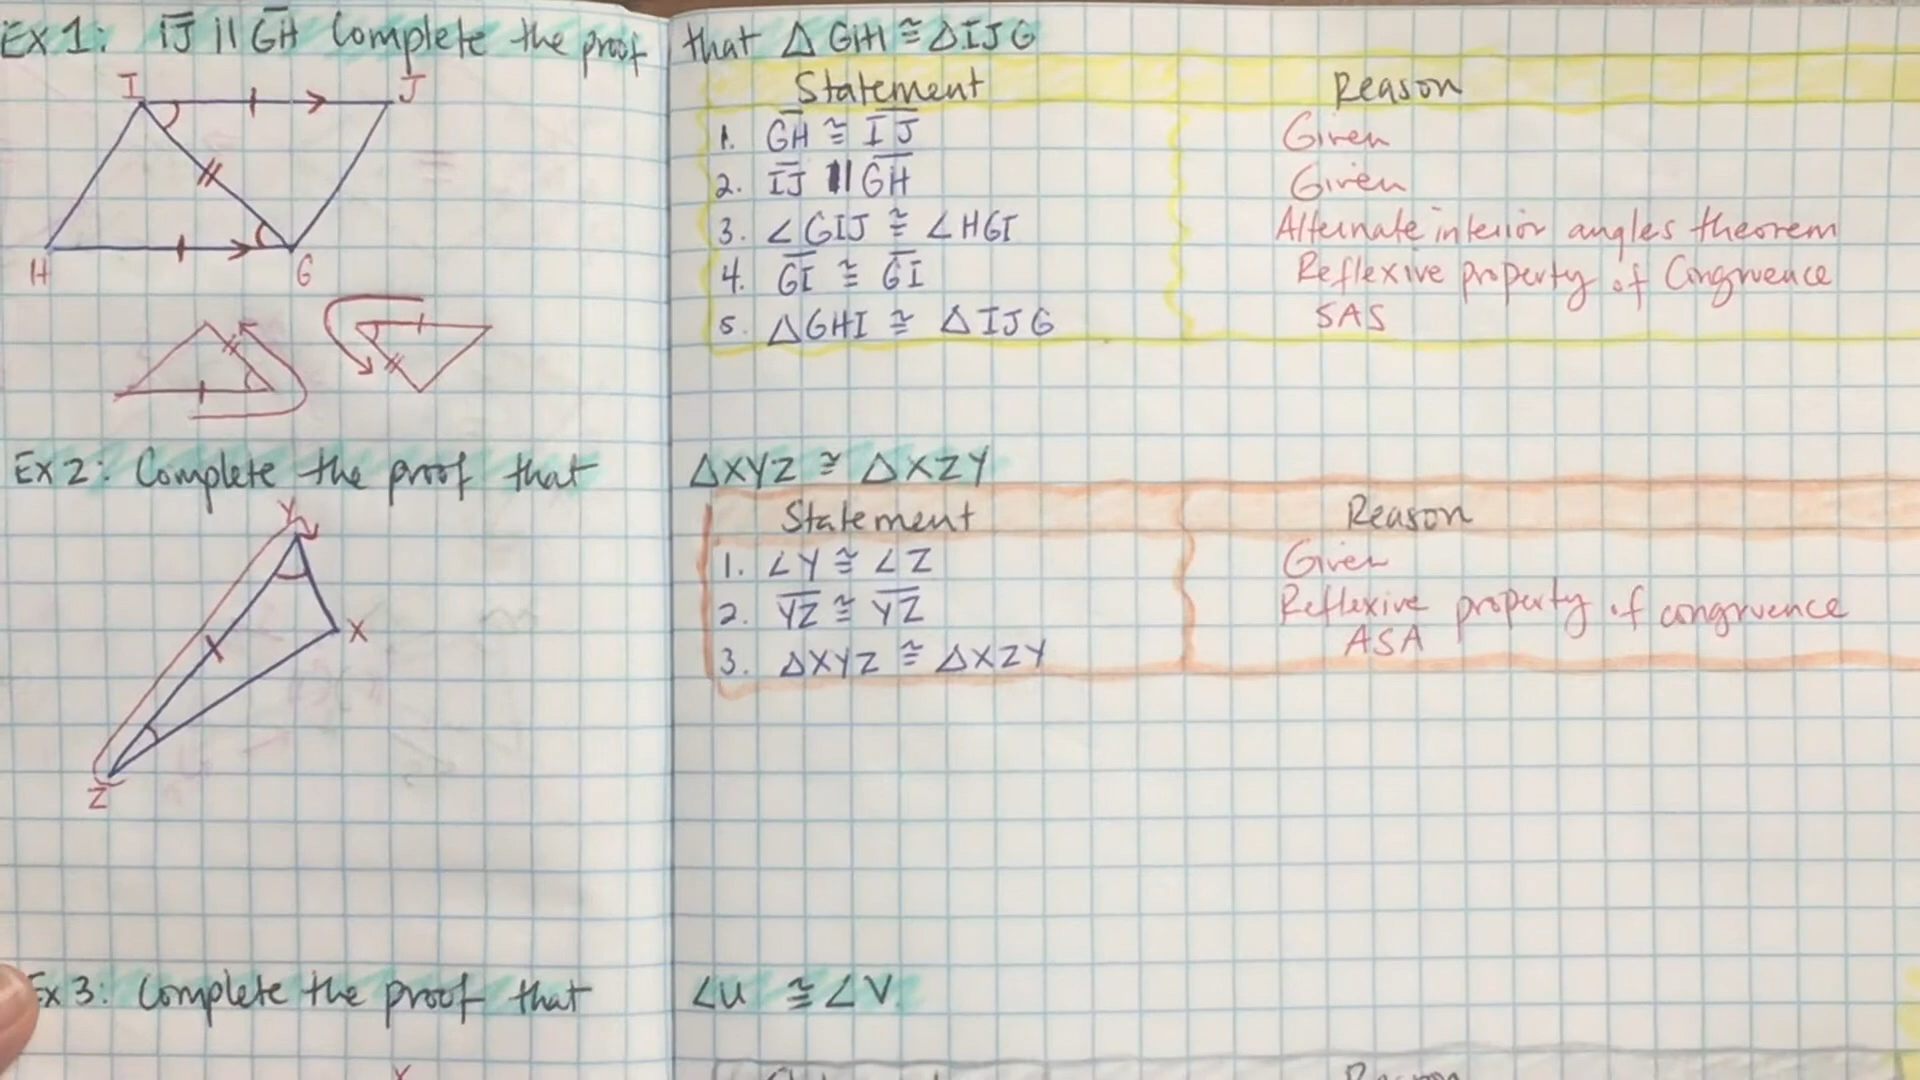 Ex 1: IJ || GH Complete the proof that △GHI ≅ △IJG
I J
H G
Statement Reason
1. GH ≅ IJ Given
2. IJ || GH Given
3. ∠GIJ ≅ ∠HGI Alternate interior angles theorem
4. GI ≅ GI Reflexive property of Congruence
5. △GHI ≅ △IJG SAS
Ex 2: Complete the proof that △XYZ ≅ △XZY
Y
X
Z
Statement Reason
1. ∠Y ≅ ∠Z Given
2. YZ ≅ YZ Reflexive property of congruence
3. △XYZ ≅ △XZY ASA
Ex 3: Complete the proof that ∠U ≅ ∠V
Reason